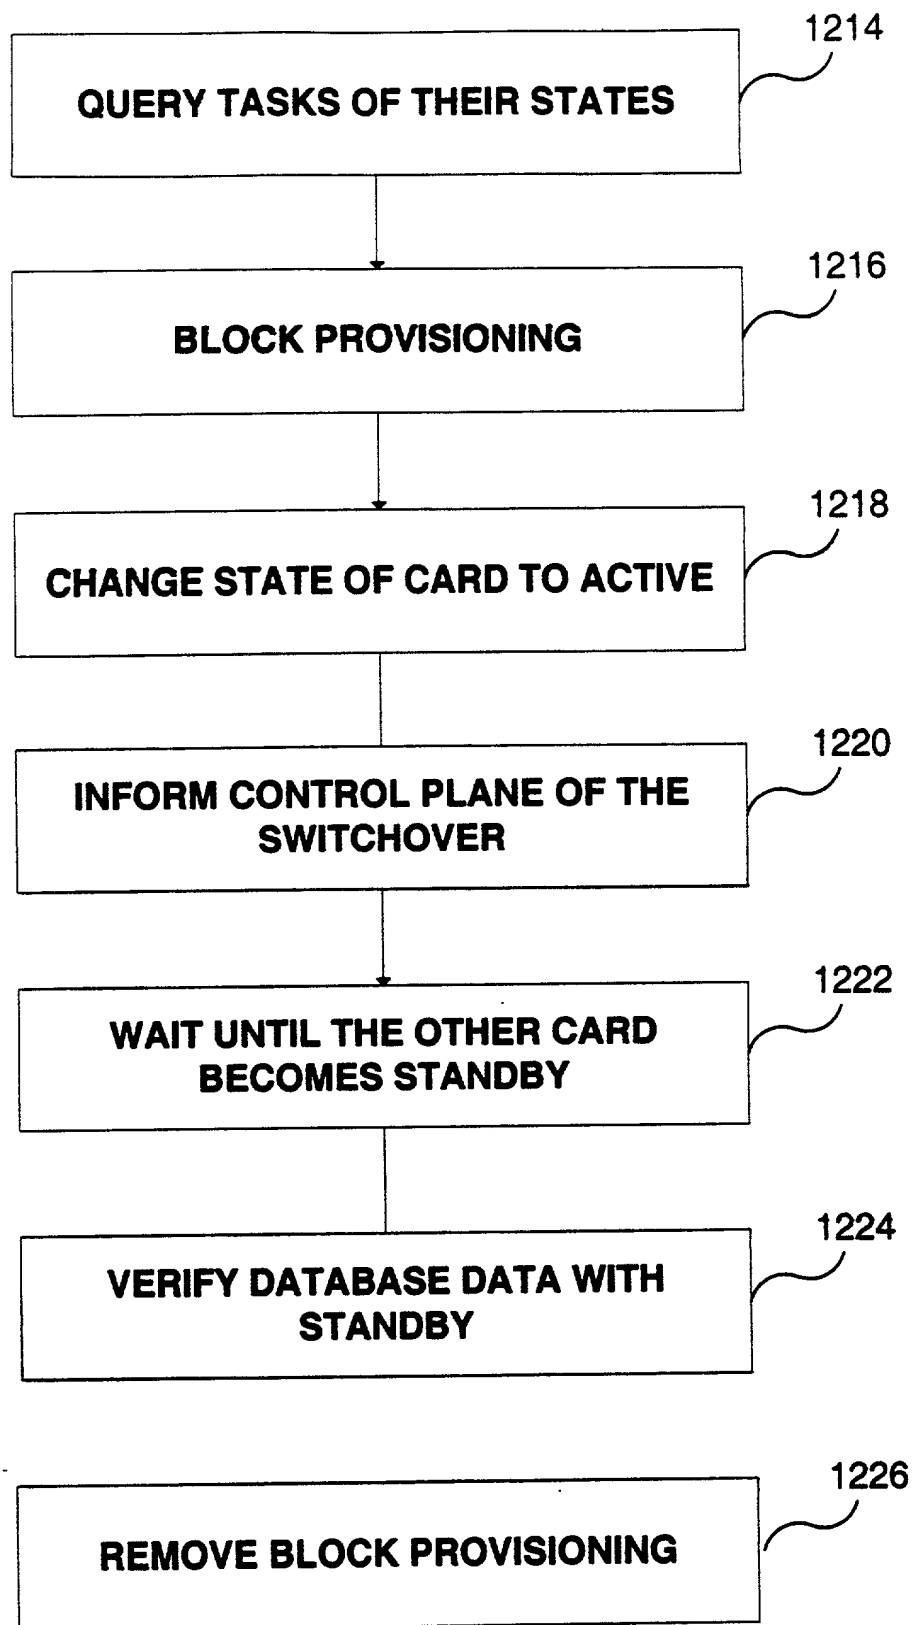 1214
QUERY TASKS OF THEIR STATES
1216
BLOCK PROVISIONING
1218
CHANGE STATE OF CARD TO ACTIVE
1220
INFORM CONTROL PLANE OF THE
SWITCHOVER
1222
WAIT UNTIL THE OTHER CARD
BECOMES STANDBY
1224
VERIFY DATABASE DATA WITH
STANDBY
1226
REMOVE BLOCK PROVISIONING